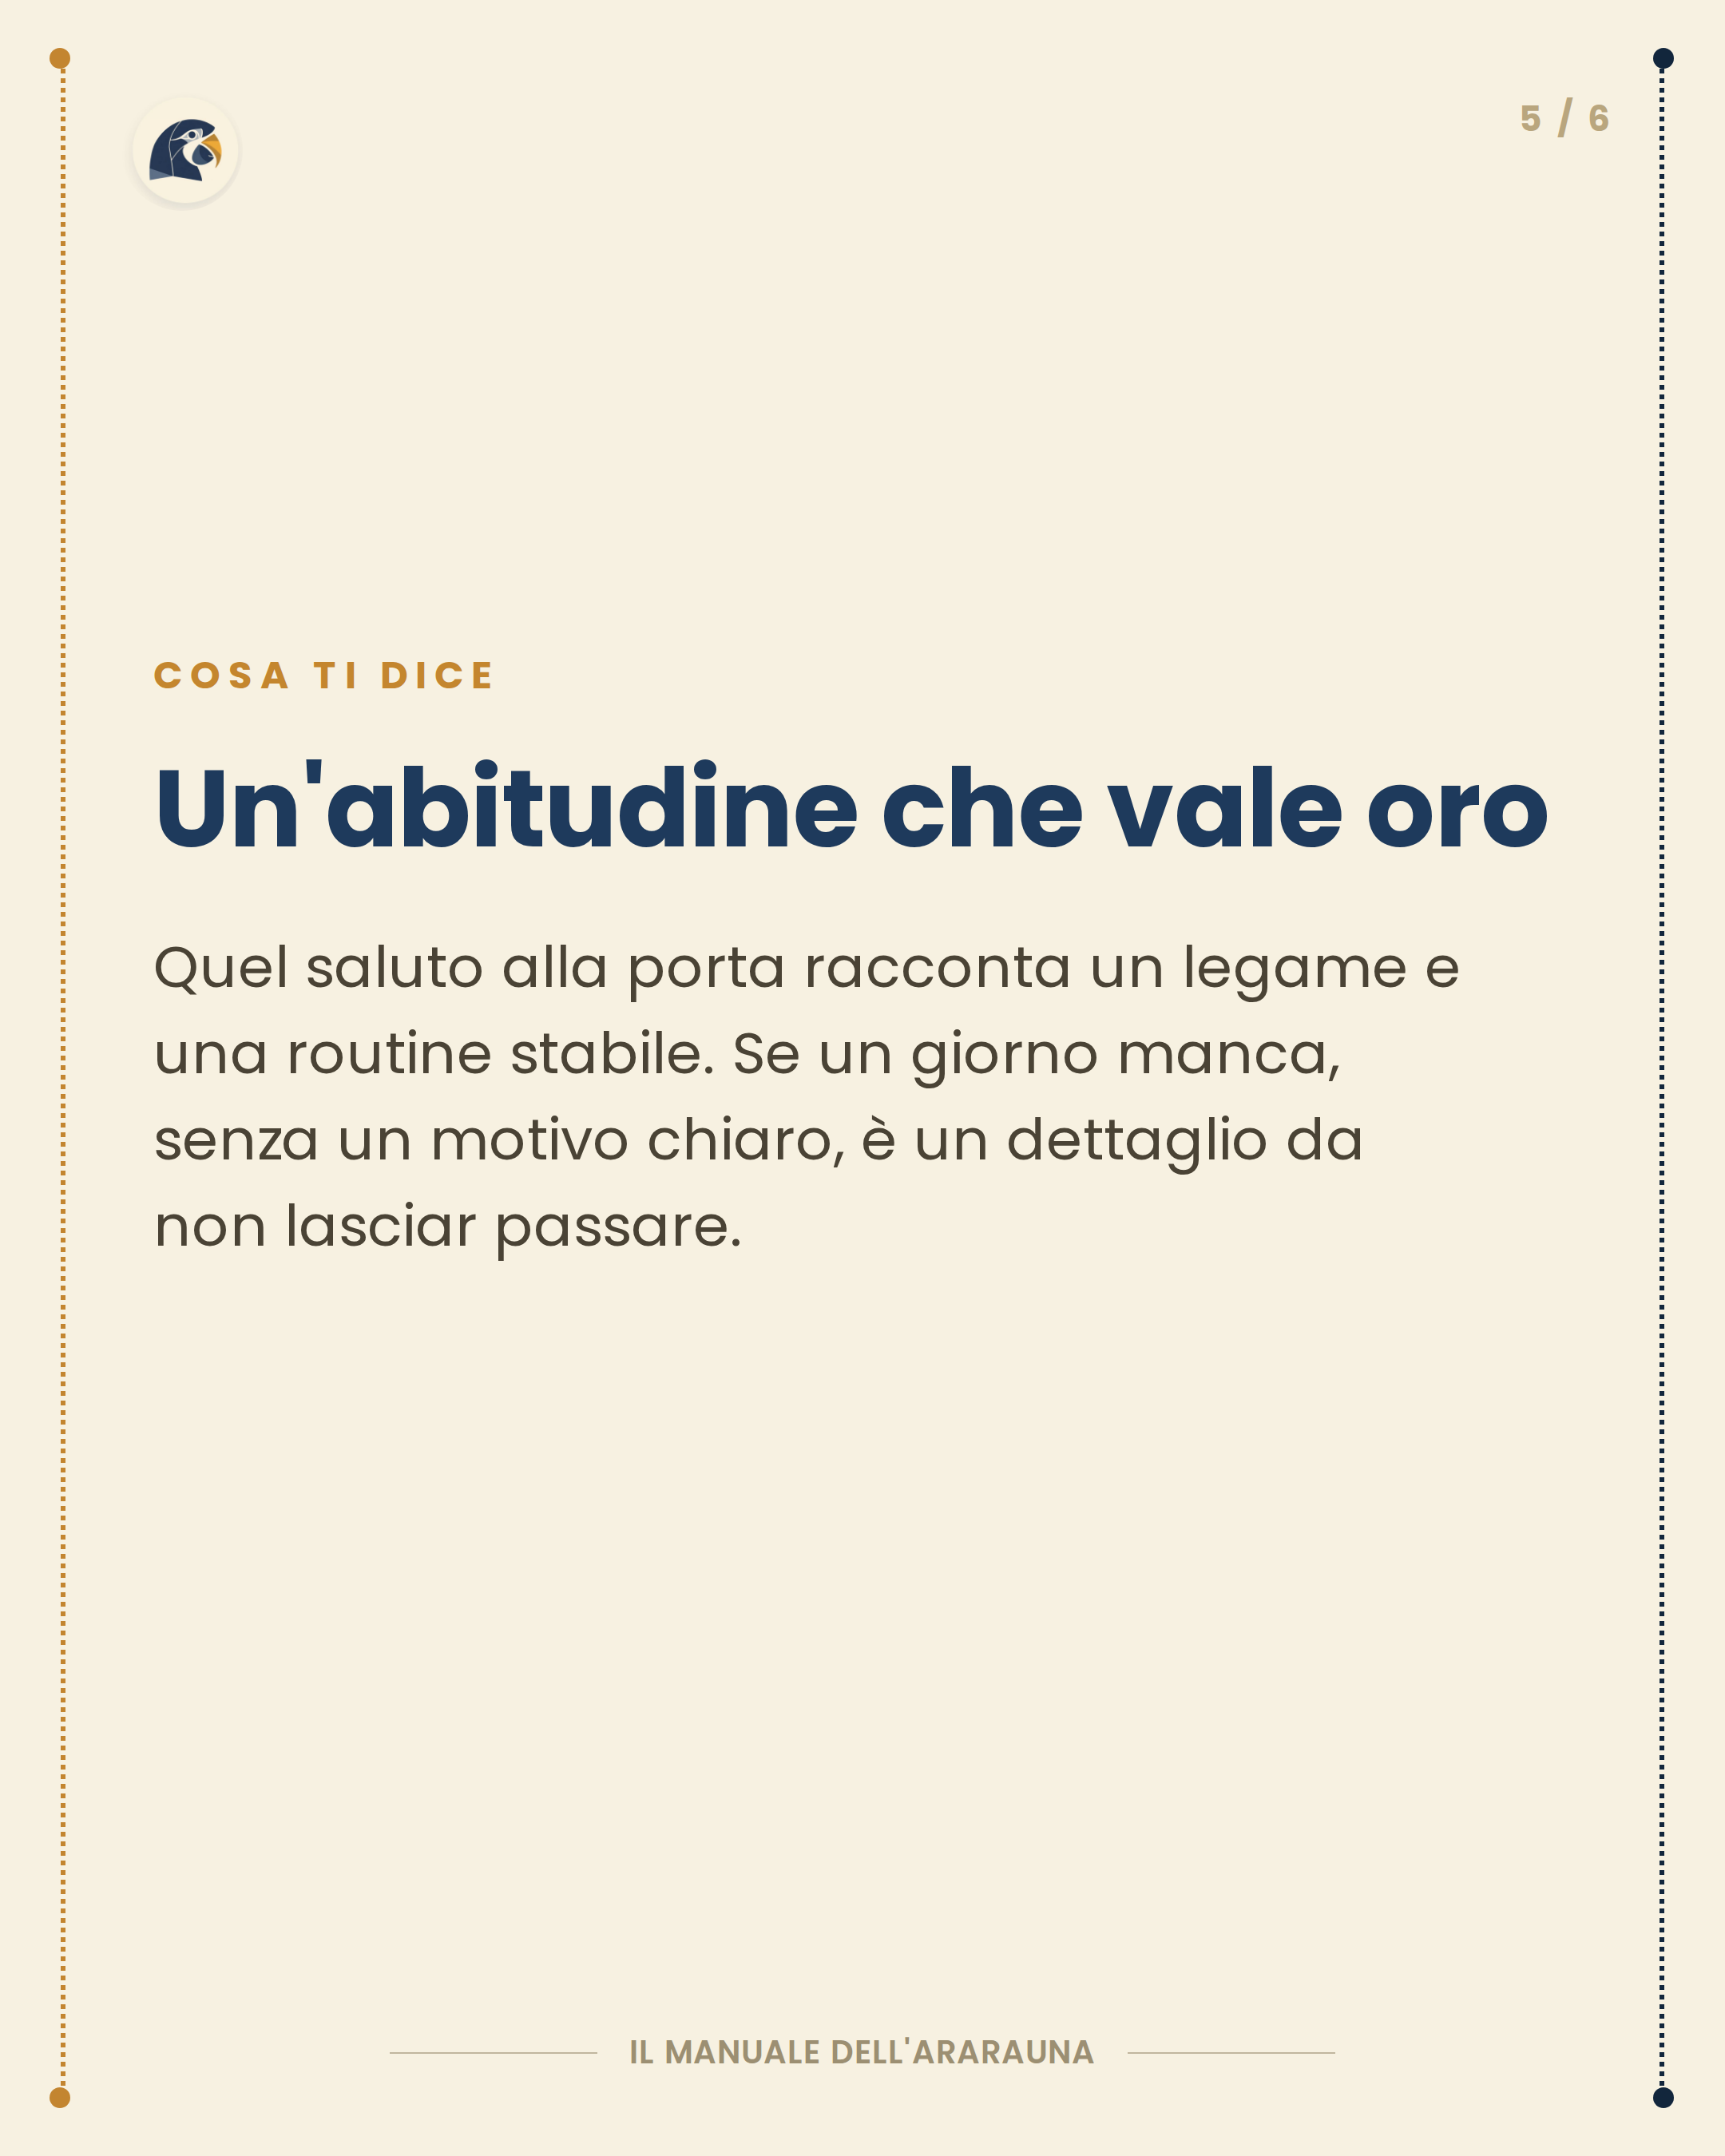 5 / 6
COSA TI DICE
Un'abitudine che vale oro
Quel saluto alla porta racconta un legame e
una routine stabile. Se un giorno manca,
senza un motivo chiaro, è un dettaglio da
non lasciar passare.
IL MANUALE DELL'ARARAUNA